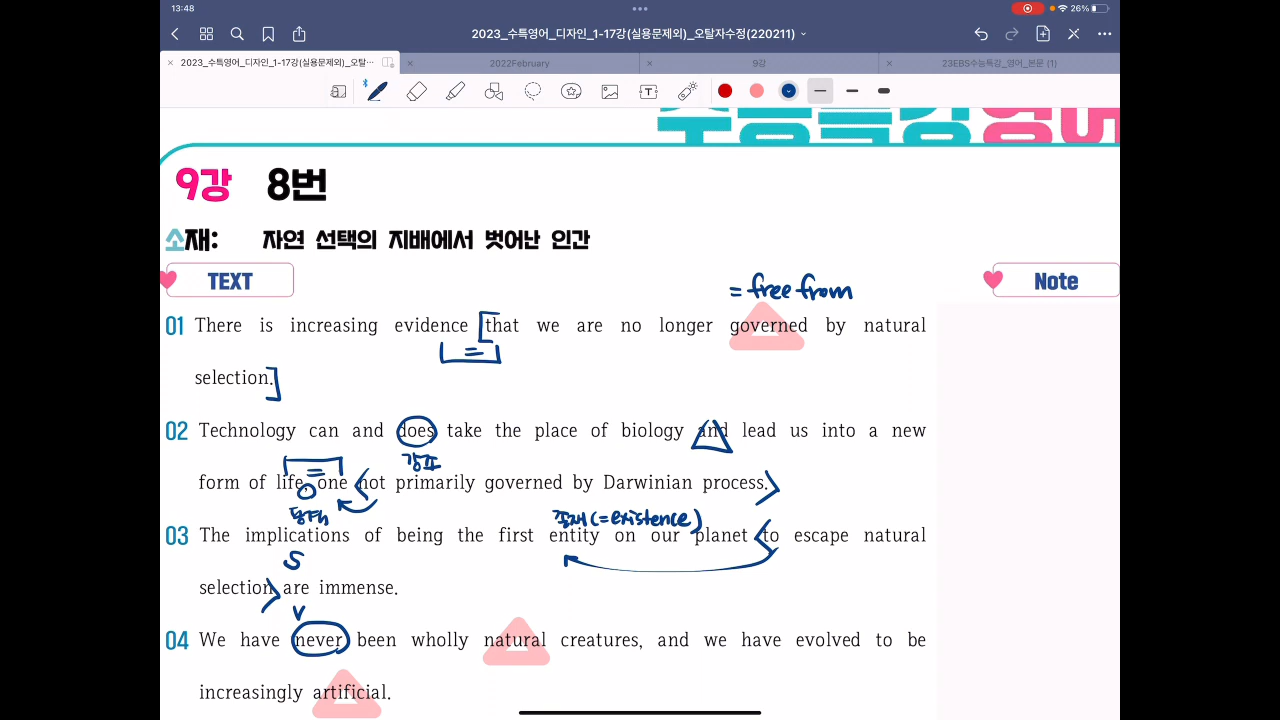 13:48
26%
2023_수특영어_디자인_1-17강(실용문제외)_오탈자수정(220211)
2023_수특영어_디자인_1-17강(실용문제외)_오탈···
2022February
9강
23EBS수능특강_영어_본문 (1)
수능특강 영어
9강 8번
소재: 자연 선택의 지배에서 벗어난 인간
TEXT
Note
= free from
01 There is increasing evidence [that we are no longer governed by natural
=
selection.]
02 Technology can and does take the place of biology and lead us into a new
강조
=
form of life, one <not primarily governed by Darwinian process.>
존재(=existence)
03 The implications of being the first entity on our planet <to escape natural
S
selection> are immense.
V
04 We have never been wholly natural creatures, and we have evolved to be
increasingly artificial.